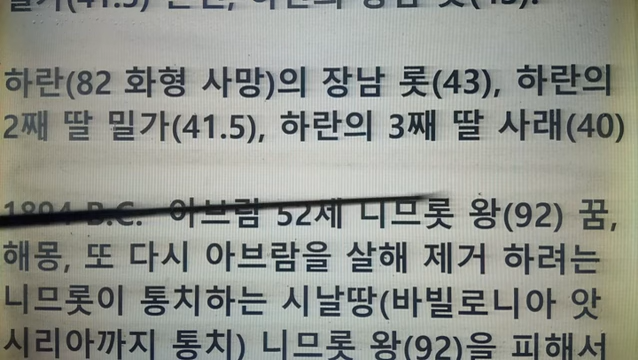 하란(82 화형 사망)의 장남 롯(43), 하란의
2째 딸 밀가(41.5), 하란의 3째 딸 사래(40)
1894 B.C. 아브람 52세 니므롯 왕(92) 꿈,
해몽, 또 다시 아브람을 살해 제거 하려는
니므롯이 통치하는 시날땅(바빌로니아 앗
시리아까지 통치) 니므롯 왕(92)을 피해서